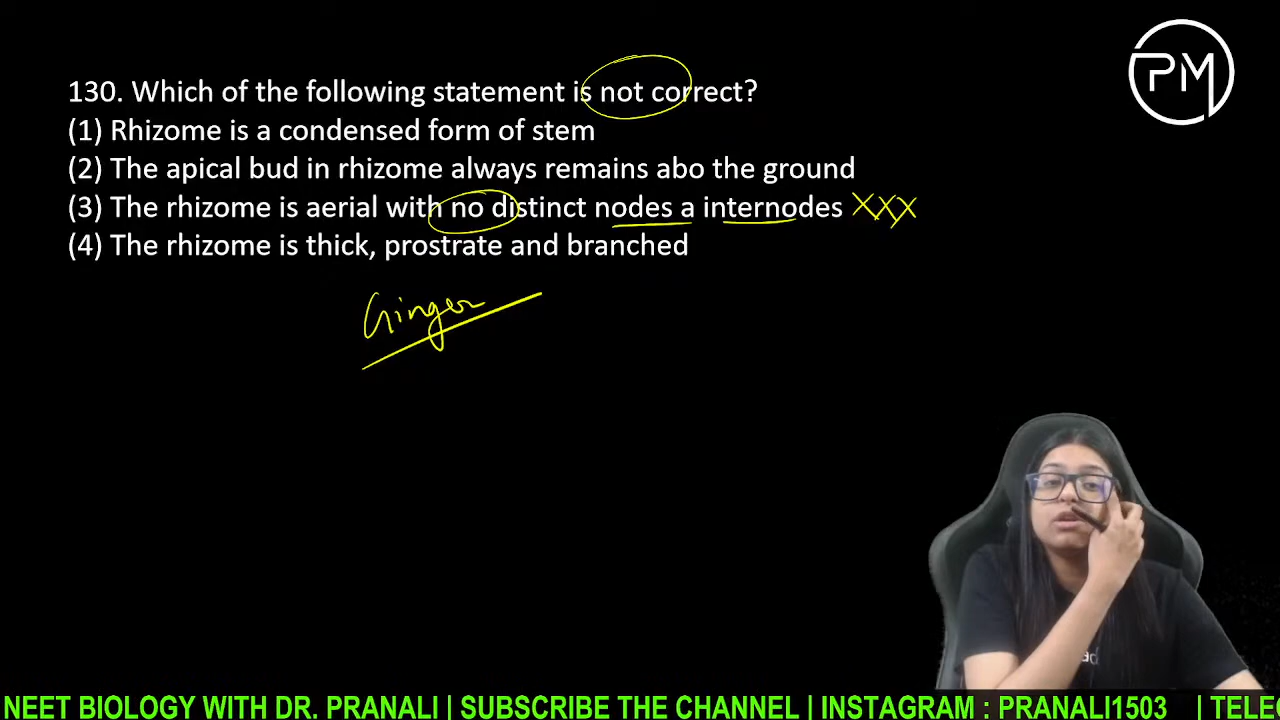 PM
130. Which of the following statement is not correct?
(1) Rhizome is a condensed form of stem
(2) The apical bud in rhizome always remains abo the ground
(3) The rhizome is aerial with no distinct nodes a internodes XXX
(4) The rhizome is thick, prostrate and branched
Ginger
NEET BIOLOGY WITH DR. PRANALI | SUBSCRIBE THE CHANNEL | INSTAGRAM : PRANALI1503 | TELE